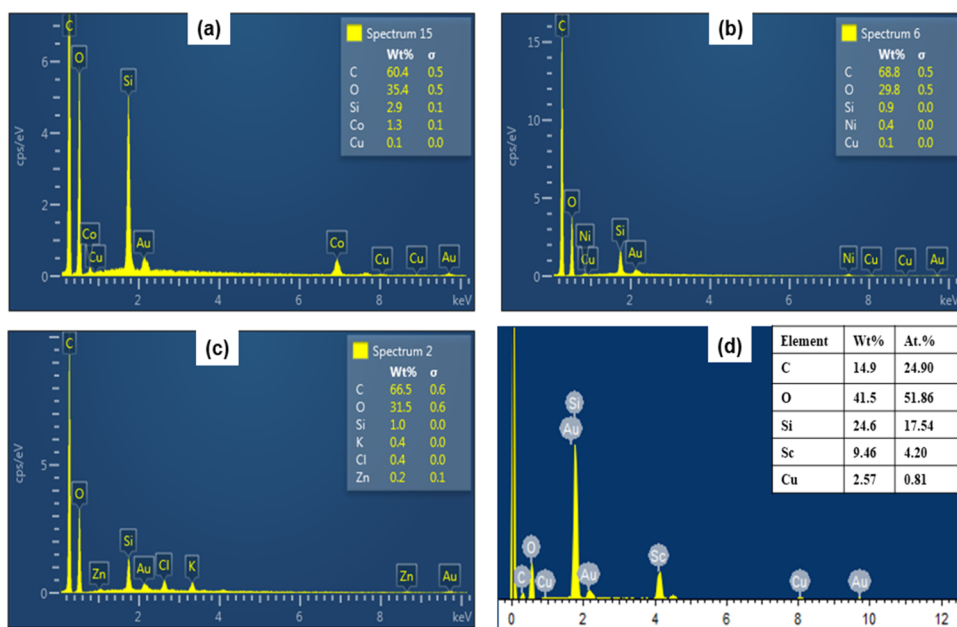 (a)
Spectrum 15
Wt% σ
C 60.4 0.5
O 35.4 0.5
Si 2.9 0.1
Co 1.3 0.1
Cu 0.1 0.0
cps/eV
6
4
2
0
C
O
Si
Co
Cu
Au
Co
Cu
Cu
Au
2 4 6 8 keV
(b)
Spectrum 6
Wt% σ
C 68.8 0.5
O 29.8 0.5
Si 0.9 0.0
Ni 0.4 0.0
Cu 0.1 0.0
cps/eV
15
10
5
0
C
O
Ni
Cu
Si
Au
Ni
Cu
Cu
Au
2 4 6 8 keV
(c)
Spectrum 2
Wt% σ
C 66.5 0.6
O 31.5 0.6
Si 1.0 0.0
K 0.4 0.0
Cl 0.4 0.0
Zn 0.2 0.1
cps/eV
5
0
C
O
Zn
Si
Au
Cl
K
Zn
Au
2 4 6 8 keV
(d)
Element Wt% At.%
C 14.9 24.90
O 41.5 51.86
Si 24.6 17.54
Sc 9.46 4.20
Cu 2.57 0.81
Si
Au
O
C
Cu
Au
Sc
Cu
Au
0 2 4 6 8 10 12